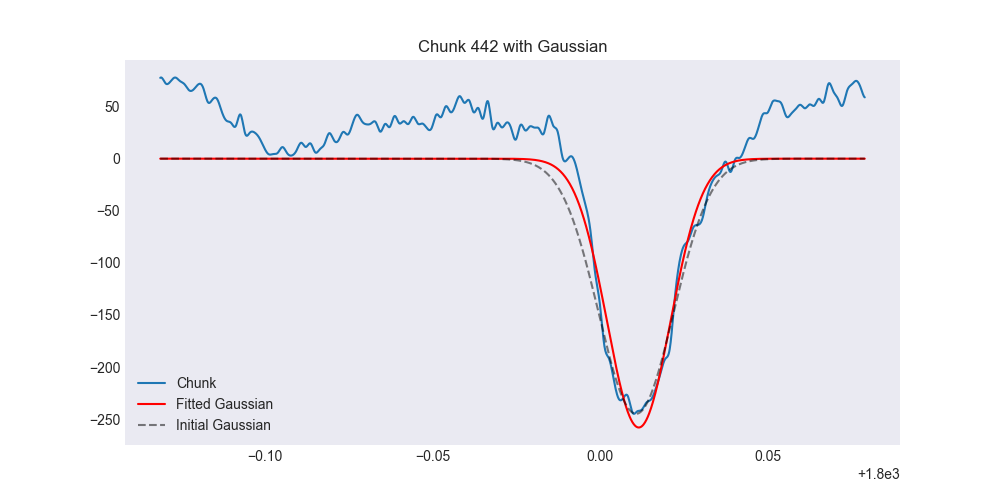 Chunk 442 with Gaussian
50
0
−50
−100
−150
−200
−250
Chunk
Fitted Gaussian
Initial Gaussian
−0.10
−0.05
0.00
0.05
+1.8e3